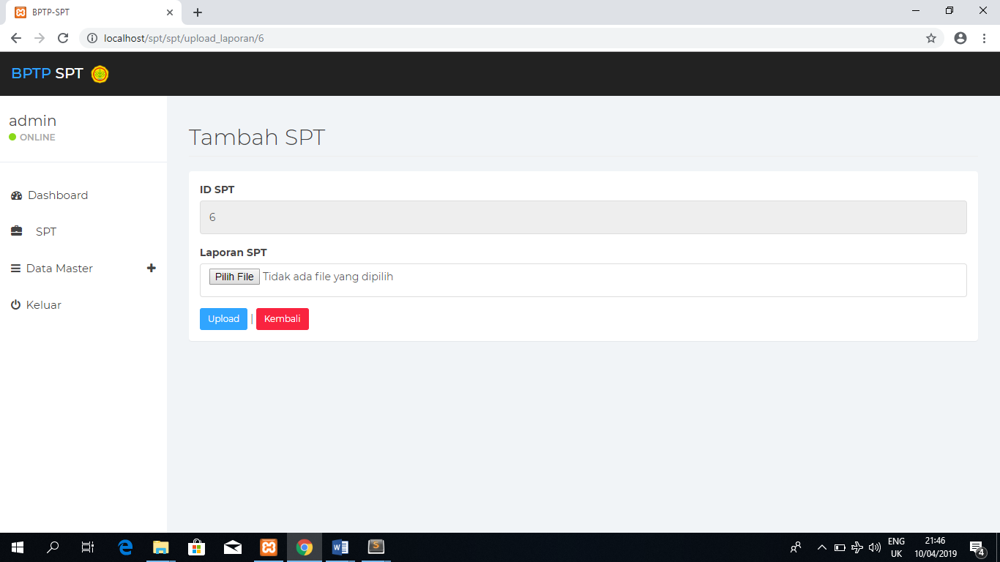 BPTP-SPT
localhost/spt/spt/upload_laporan/6
BPTP SPT
admin
ONLINE
Dashboard
SPT
Data Master
Keluar
Tambah SPT
ID SPT
6
Laporan SPT
Pilih File Tidak ada file yang dipilih
Upload | Kembali
ENG 21:46
UK 10/04/2019
4